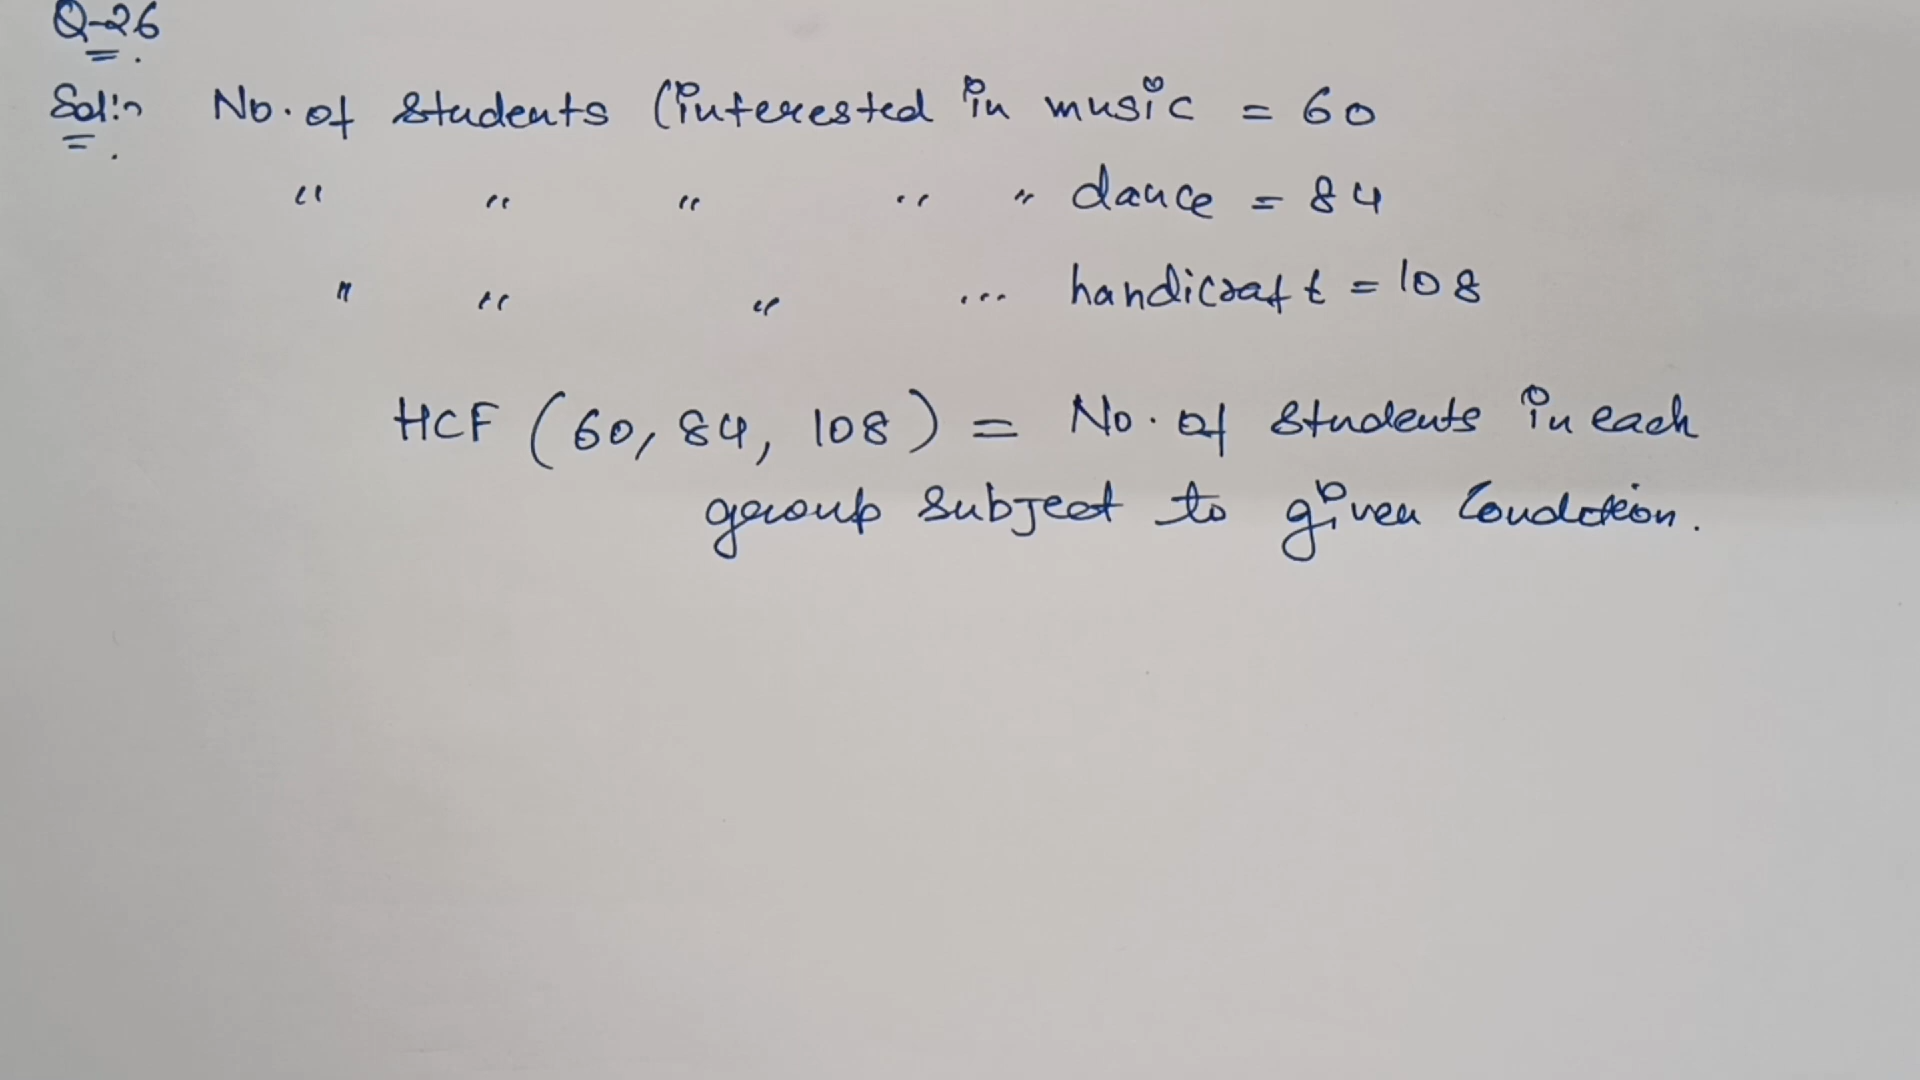 Q-26
Sol:n No. of students (interested in music = 60
" " " " " dance = 84
" " " ... handicraft = 108
HCF (60, 84, 108) = No. of students in each
group subject to given condition.